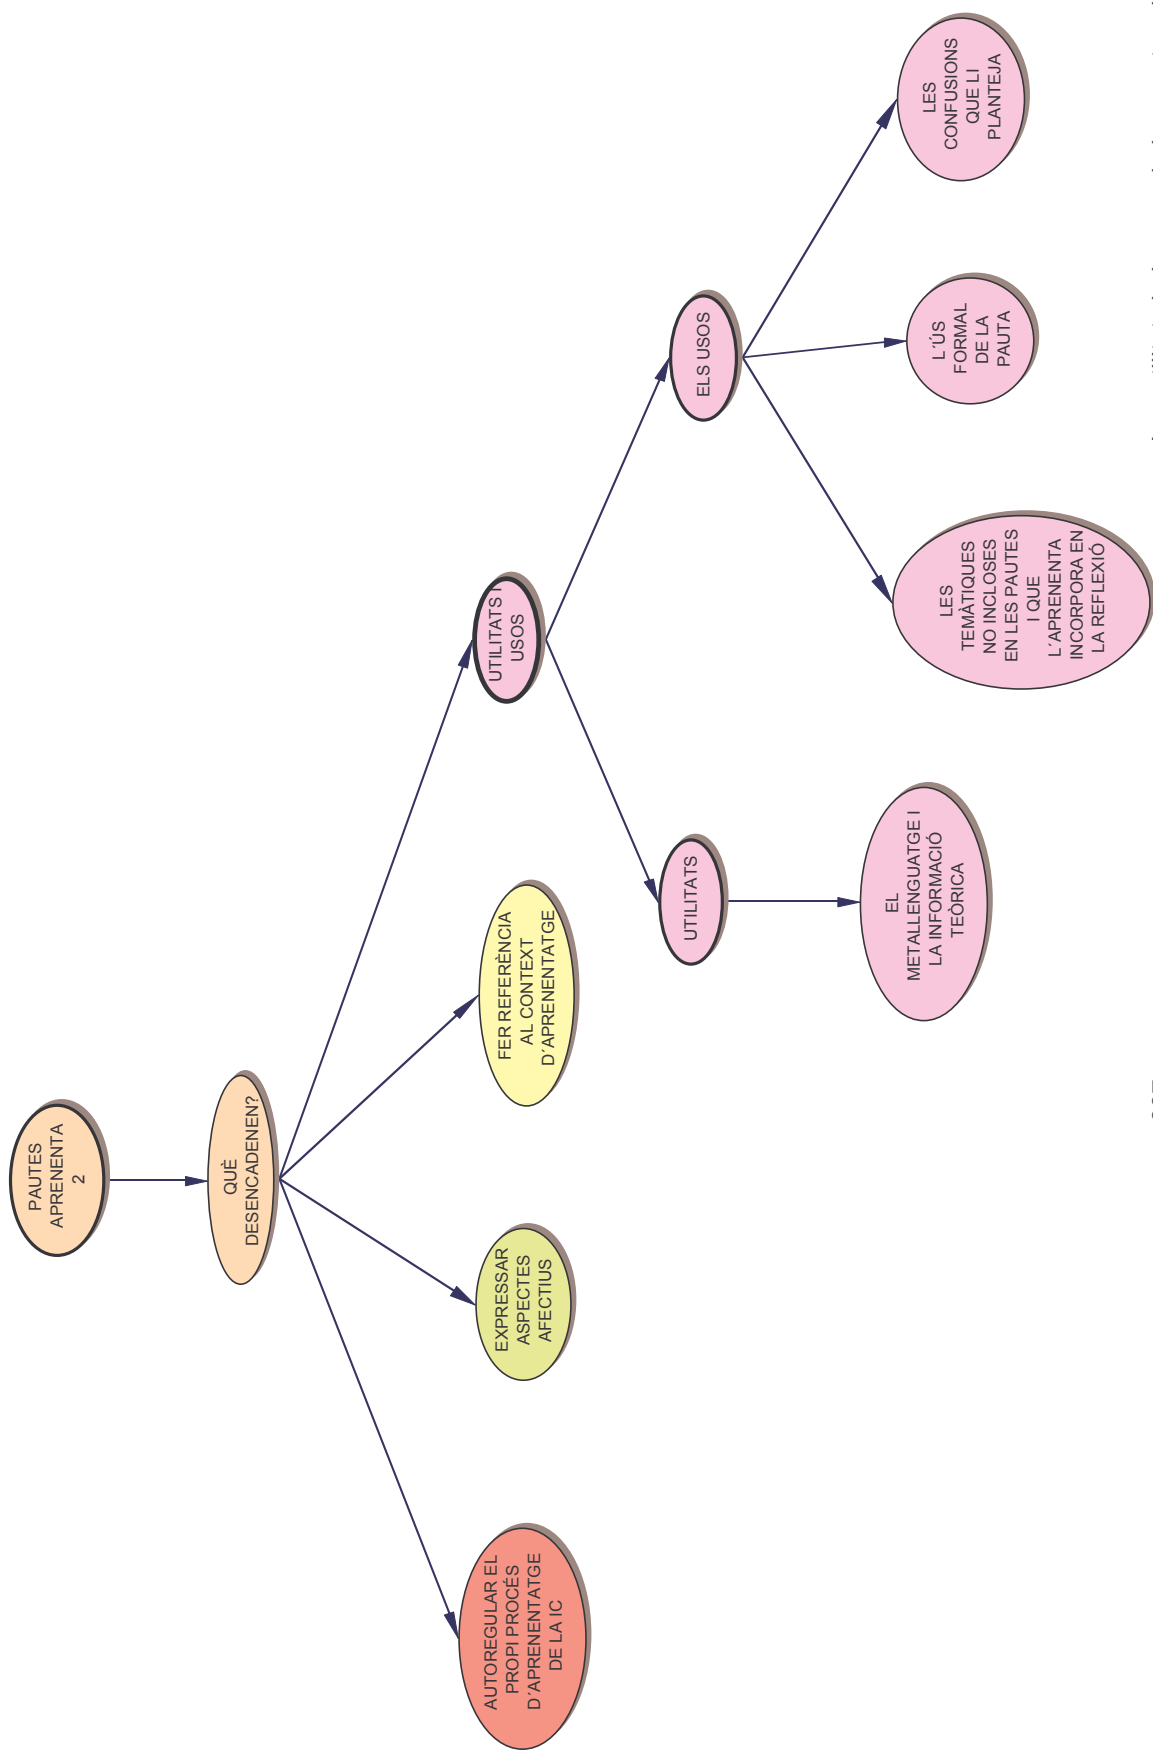 PAUTES
APRENENTA
2
QUÈ
DESENCADENEN?
AUTOREGULAR EL
PROPI PROCÉS
D´APRENENTATGE
DE LA IC
EXPRESSAR
ASPECTES
AFECTIUS
FER REFERÈNCIA
AL CONTEXT
D´APRENENTATGE
UTILITATS I
USOS
UTILITATS
ELS USOS
EL
METALLENGUATGE I
LA INFORMACIÓ
TEÒRICA
LES
TEMÀTIQUES
NO INCLOSES
EN LES PAUTES
I QUE
L´APRENENTA
INCORPORA EN
LA REFLEXIÓ
L´ÚS
FORMAL
DE LA
PAUTA
LES
CONFUSIONS
QUE LI
PLANTEJA